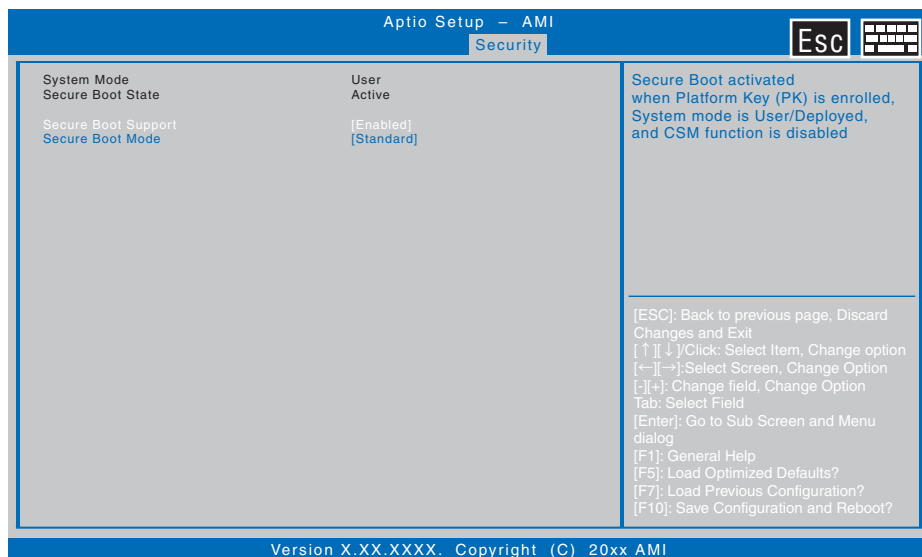 Aptio Setup – AMI
Security
Esc
System Mode User
Secure Boot State Active
Secure Boot Support [Enabled]
Secure Boot Mode [Standard]
Secure Boot activated
when Platform Key (PK) is enrolled,
System mode is User/Deployed,
and CSM function is disabled
[ESC]: Back to previous page, Discard
Changes and Exit
[↑][↓]/Click: Select Item, Change option
[←][→]:Select Screen, Change Option
[-][+]: Change field, Change Option
Tab: Select Field
[Enter]: Go to Sub Screen and Menu
dialog
[F1]: General Help
[F5]: Load Optimized Defaults?
[F7]: Load Previous Configuration?
[F10]: Save Configuration and Reboot?
Version X.XX.XXXX. Copyright (C) 20xx AMI